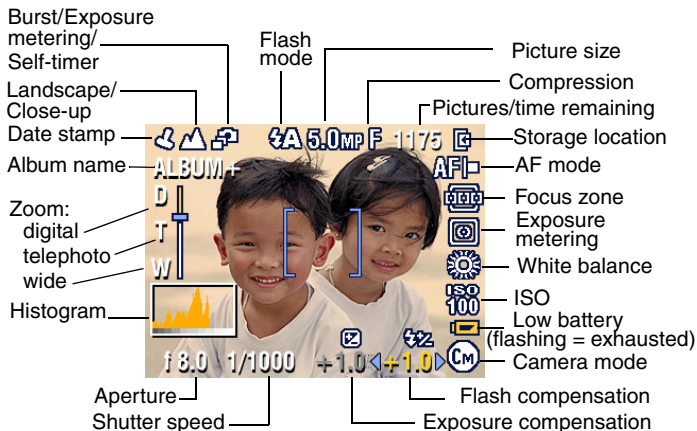 Burst/Exposure
metering/
Self-timer
Flash
mode
Picture size
Landscape/
Close-up
Compression
Pictures/time remaining
Date stamp
5.0MP F 1175
Storage location
Album name
ALBUM+
AF
AF mode
D
Focus zone
Zoom:
digital
telephoto
wide
T
Exposure
metering
W
White balance
ISO
100
ISO
Histogram
Low battery
(flashing = exhausted)
f 8.0 1/1000 +1.0 +1.0
CM
Camera mode
Aperture
Flash compensation
Shutter speed
Exposure compensation